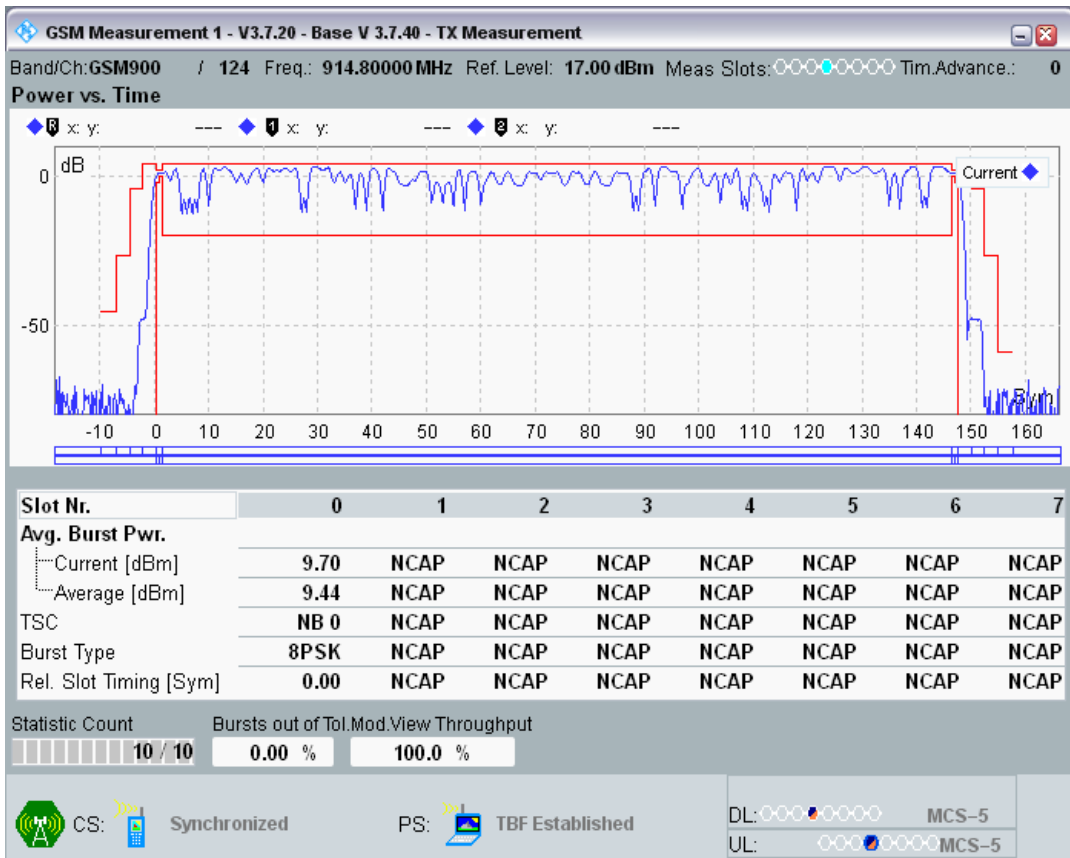 GSM Measurement 1 - V3.7.20 - Base V 3.7.40 - TX Measurement
Band/Ch:GSM900 / 124 Freq.: 914.80000 MHz Ref. Level: 17.00 dBm Meas Slots: Tim.Advance.: 0
Power vs. Time
R x: y: --- 1 x: y: --- 2 x: y: ---
dB
Current
0
-50
Sym
-10 0 10 20 30 40 50 60 70 80 90 100 110 120 130 140 150 160
Slot Nr. 0 1 2 3 4 5 6 7
Avg. Burst Pwr.
Current [dBm] 9.70 NCAP NCAP NCAP NCAP NCAP NCAP NCAP
Average [dBm] 9.44 NCAP NCAP NCAP NCAP NCAP NCAP NCAP
TSC NB 0 NCAP NCAP NCAP NCAP NCAP NCAP NCAP
Burst Type 8PSK NCAP NCAP NCAP NCAP NCAP NCAP NCAP
Rel. Slot Timing [Sym] 0.00 NCAP NCAP NCAP NCAP NCAP NCAP NCAP
Statistic Count Bursts out of Tol.Mod.View Throughput
10 / 10 0.00 % 100.0 %
CS: Synchronized PS: TBF Established DL: MCS-5
UL: MCS-5